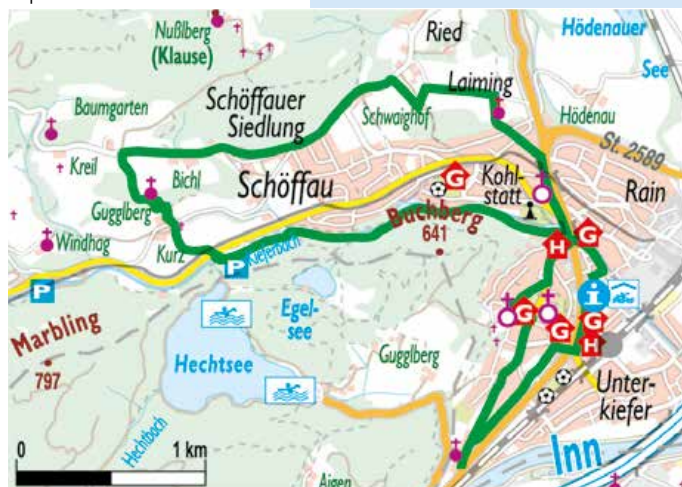 Nußlberg
(Klause)
Ried
Hödenauer
See
Baumgarten
Schöffauer
Siedlung
Laiming
Schwaighof
Hödenau
St. 2589
Kreil
Bichl
Schöffau
G
Kohl-
statt
Rain
Gugglberg
Buchberg
641
Windhag
Kurz
Kieferbach
H
G
P
P
Marbling
797
Egel-
see
i
G
G
G
H
Hechtsee
Gugglberg
Unter-
kiefer
Hechtbach
0
1 km
Aigen
Inn